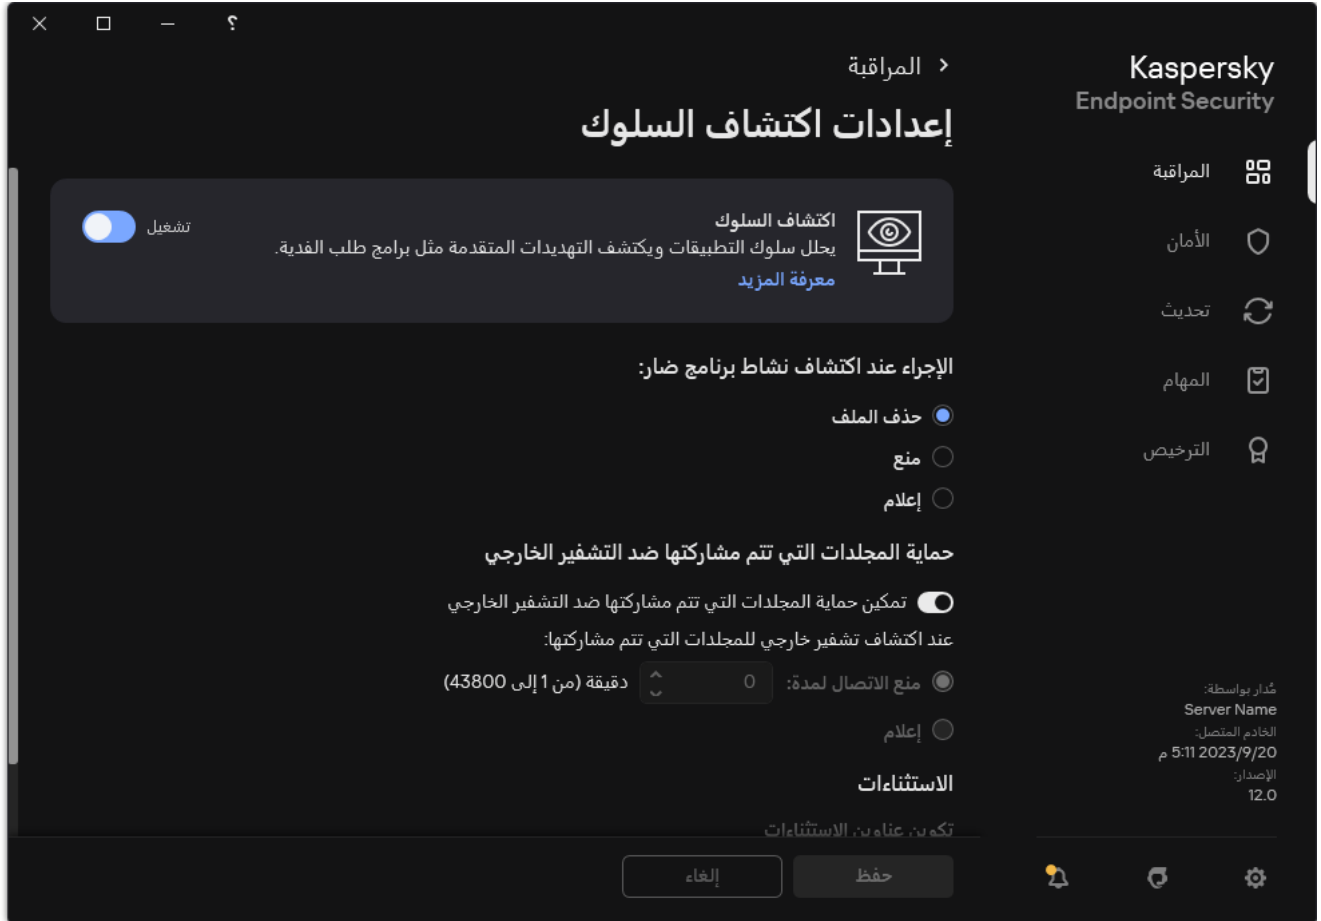 ؟
المراقبة
Kaspersky
Endpoint Security
إعدادات اكتشاف السلوك
المراقبة
الأمان
تحديث
المهام
الترخيص
اكتشاف السلوك
تشغيل
يحلل سلوك التطبيقات ويكتشف التهديدات المتقدمة مثل برامج طلب الفدية.
معرفة المزيد
الإجراء عند اكتشاف نشاط برنامج ضار:
حذف الملف
منع
إعلام
حماية المجلدات التي تتم مشاركتها ضد التشفير الخارجي
تمكين حماية المجلدات التي تتم مشاركتها ضد التشفير الخارجي
عند اكتشاف تشفير خارجي للمجلدات التي تتم مشاركتها:
منع الاتصال لمدة: 0 دقيقة (من 1 إلى 43800)
إعلام
الاستثناءات
تكوين عناوين الاستثناءات
مُدار بواسطة:
Server Name
الخادم المتصل:
2023/9/20 5:11 م
الإصدار:
12.0
حفظ
إلغاء